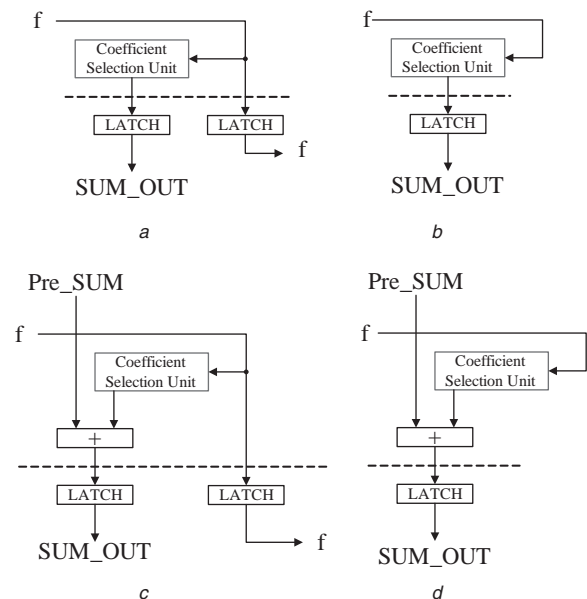 f
Coefficient
Selection Unit
LATCH
LATCH
f
SUM_OUT
a
f
Coefficient
Selection Unit
LATCH
SUM_OUT
b
Pre_SUM
f
Coefficient
Selection Unit
+
LATCH
LATCH
SUM_OUT
f
c
Pre_SUM
f
Coefficient
Selection Unit
+
LATCH
SUM_OUT
d